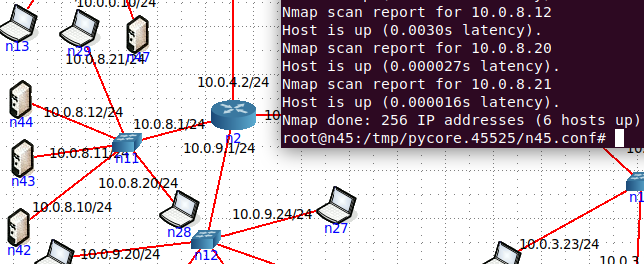 10.0.0.10/24
n13
n29
n47
10.0.8.21/24
10.0.4.2/24
n44
10.0.8.12/24
10.0.8.1/24
n2
n11
10.0.8.11/24
10.0.9.1/24
n43
10.0.8.20/24
10.0.8.10/24
n42
n28
10.0.9.24/24
n27
n12
10.0.9.20/24
10.0.3.23/24
Nmap scan report for 10.0.8.12
Host is up (0.0030s latency).
Nmap scan report for 10.0.8.20
Host is up (0.000027s latency).
Nmap scan report for 10.0.8.21
Host is up (0.000016s latency).
Nmap done: 256 IP addresses (6 hosts up)
root@n45:/tmp/pycore.45525/n45.conf#